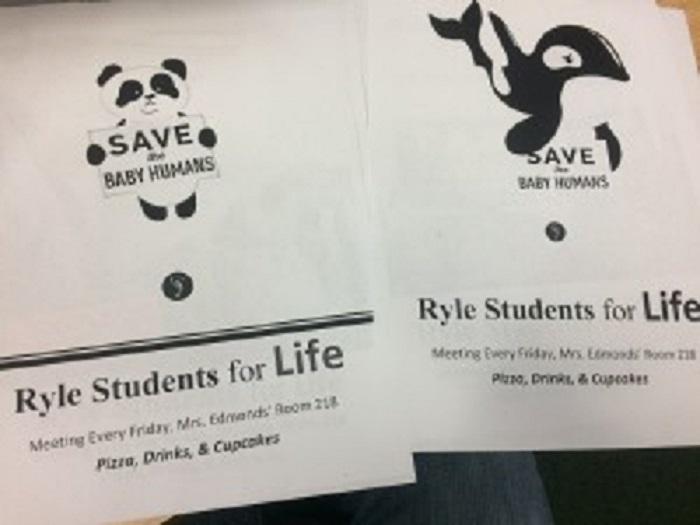 SAVE
the
BABY HUMANS
Ryle Students for Life
Meeting Every Friday, Mrs. Edmonds' Room 218
Pizza, Drinks, & Cupcakes
SAVE
the
BABY HUMANS
Ryle Students for Life
Meeting Every Friday, Mrs. Edmonds' Room 218
Pizza, Drinks, & Cupcakes